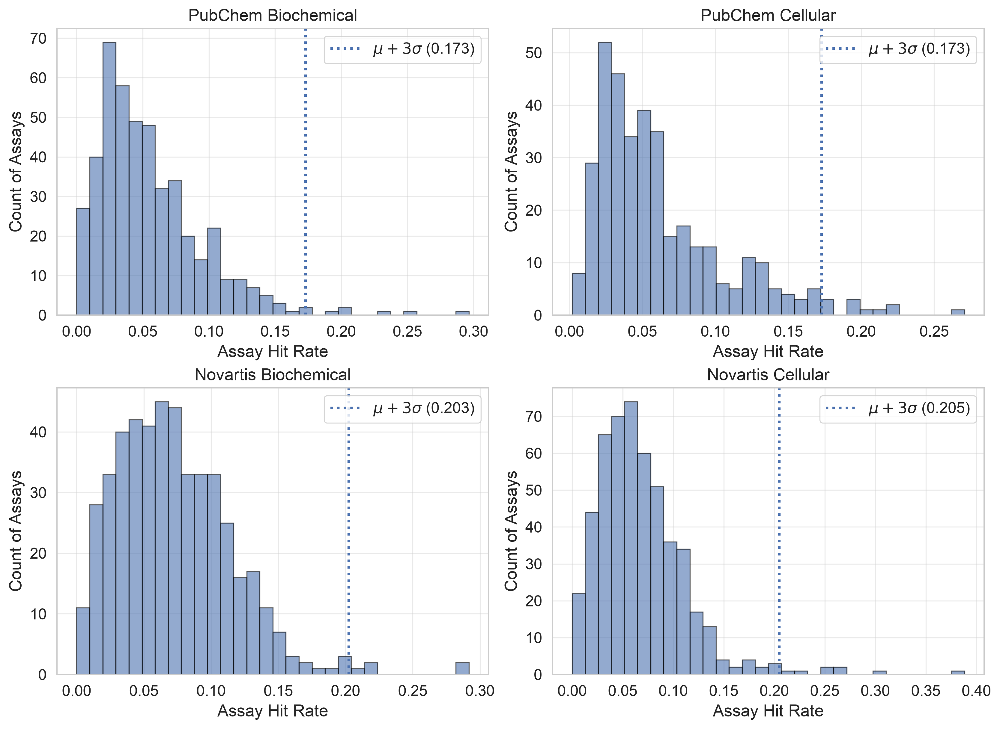 PubChem Biochemical
μ + 3σ (0.173)
Count of Assays
70
60
50
40
30
20
10
0
0.00 0.05 0.10 0.15 0.20 0.25 0.30
Assay Hit Rate
PubChem Cellular
μ + 3σ (0.173)
Count of Assays
50
40
30
20
10
0
0.00 0.05 0.10 0.15 0.20 0.25
Assay Hit Rate
Novartis Biochemical
μ + 3σ (0.203)
Count of Assays
40
30
20
10
0
0.00 0.05 0.10 0.15 0.20 0.25 0.30
Assay Hit Rate
Novartis Cellular
μ + 3σ (0.205)
Count of Assays
70
60
50
40
30
20
10
0
0.00 0.05 0.10 0.15 0.20 0.25 0.30 0.35 0.40
Assay Hit Rate